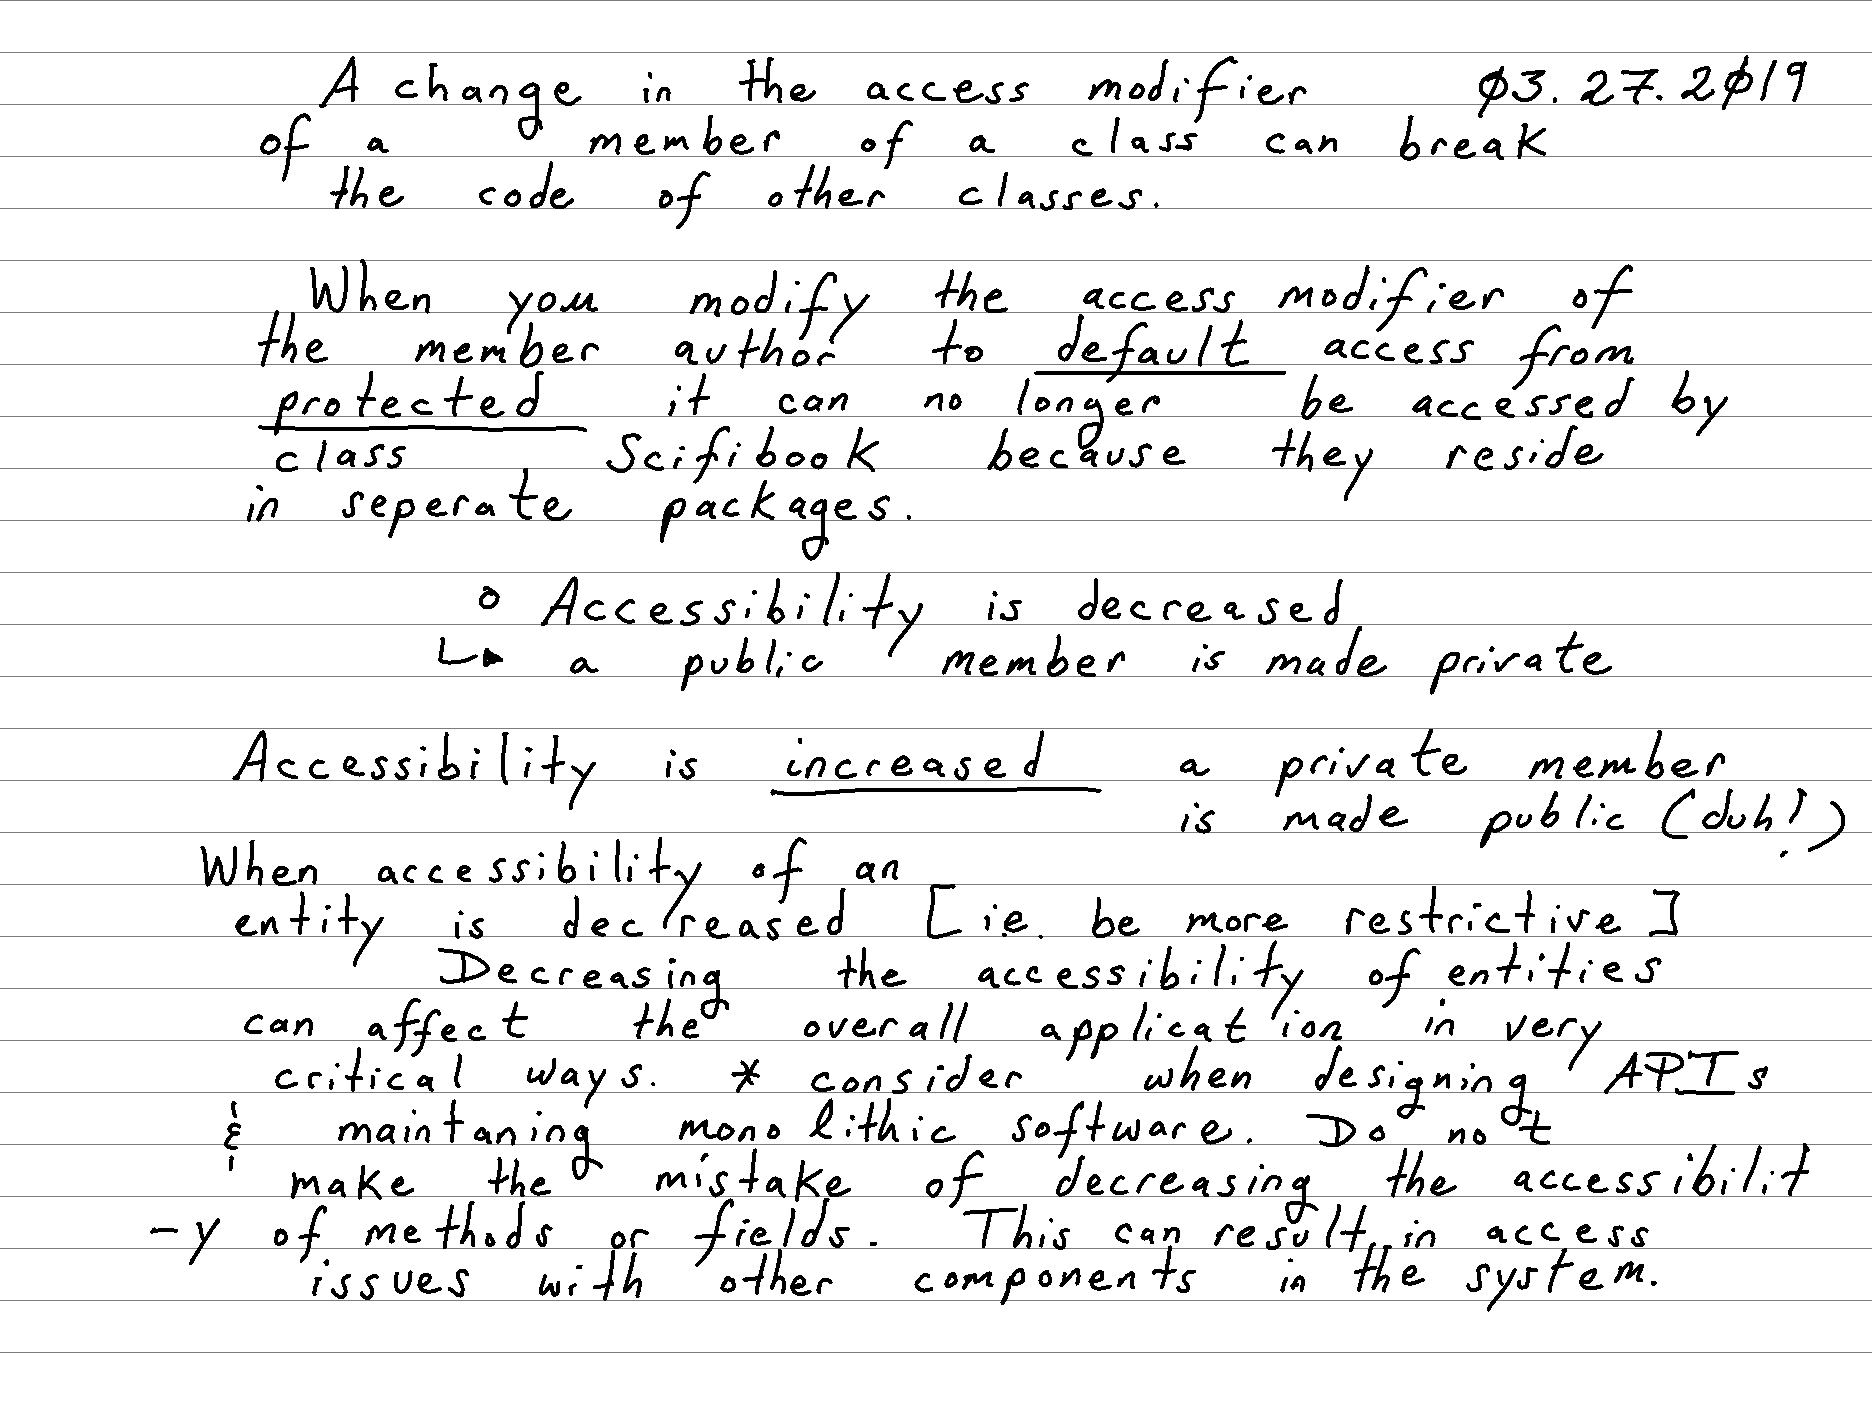 A change in the access modifier 03.27.2019
of a member of a class can break
the code of other classes.
When you modify the access modifier of
the member author to default access from
protected it can no longer be accessed by
class Scifibook because they reside
in seperate packages.
o Accessibility is decreased
↳ a public member is made private
Accessibility is increased a private member
is made public (duh!)
When accessibility of an
entity is decreased [ie. be more restrictive]
Decreasing the accessibility of entities
can affect the overall application in very
critical ways. * consider when designing APIs
& maintaning monolithic software. Do not
make the mistake of decreasing the accessibilit
-y of methods or fields. This can result in access
issues with other components in the system.